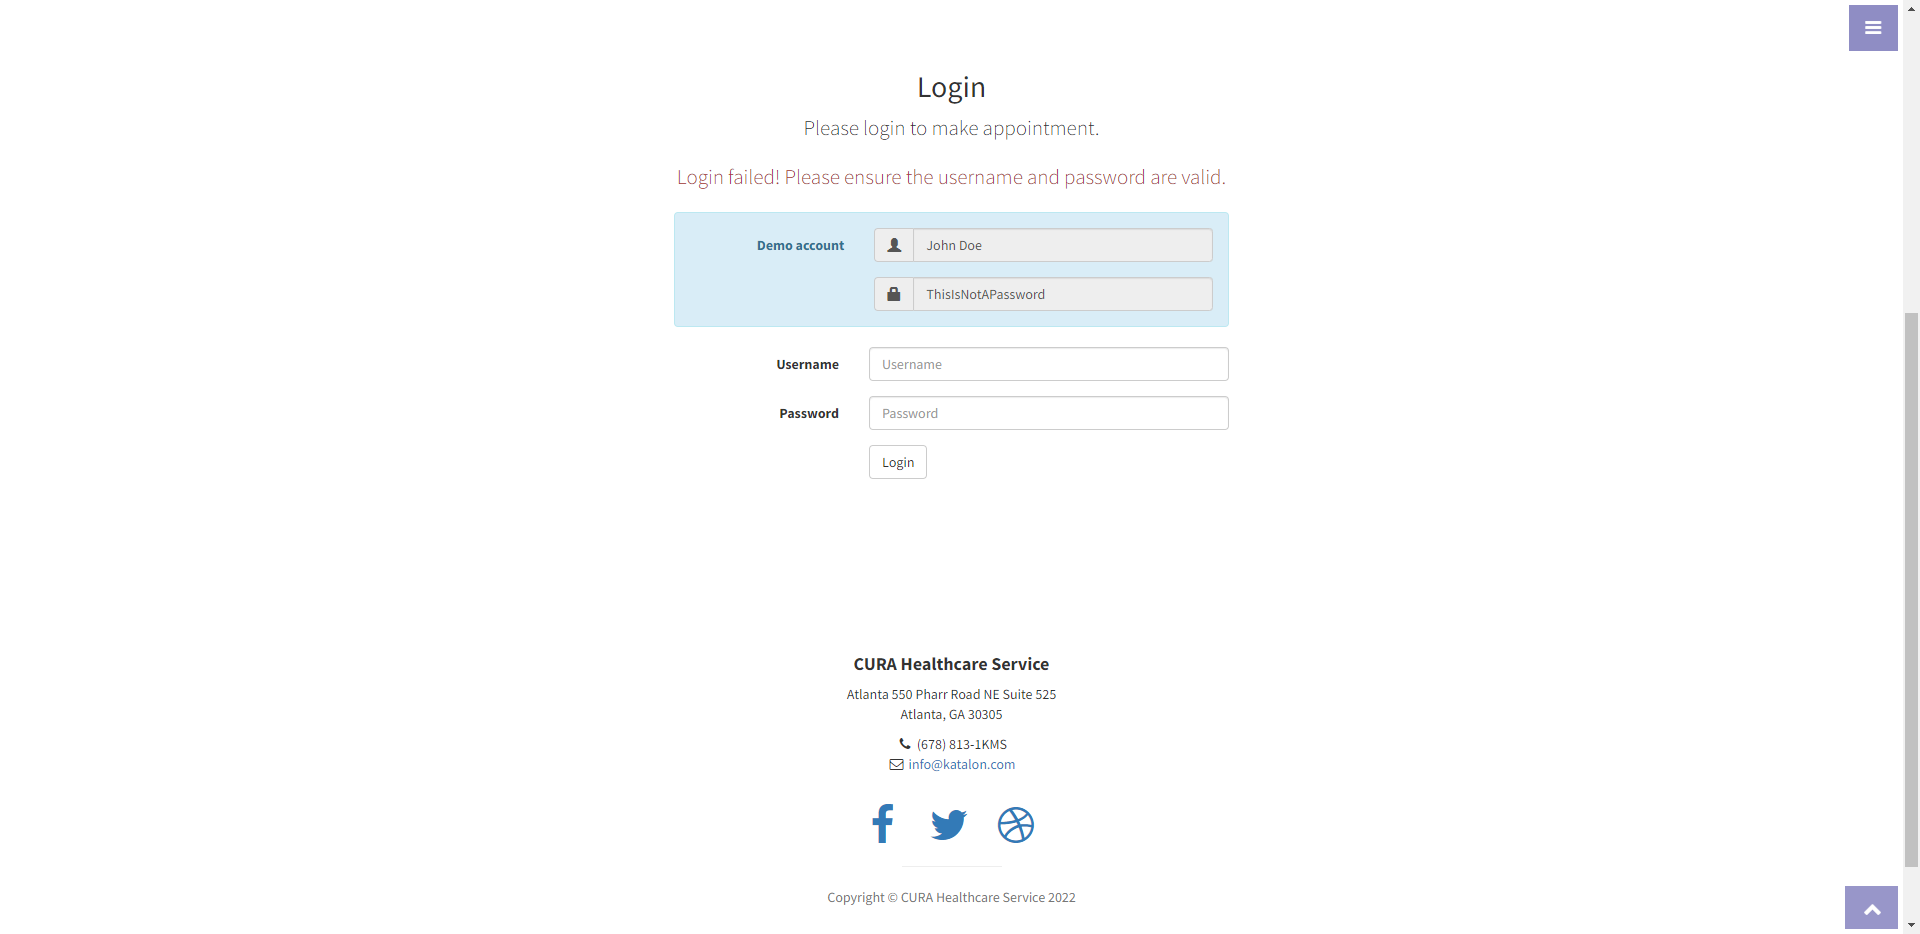 Login
Please login to make appointment.
Login failed! Please ensure the username and password are valid.
Demo account
John Doe
ThisIsNotAPassword
Username
Username
Password
Password
Login
CURA Healthcare Service
Atlanta 550 Pharr Road NE Suite 525
Atlanta, GA 30305
(678) 813-1KMS
info@katalon.com
Copyright © CURA Healthcare Service 2022